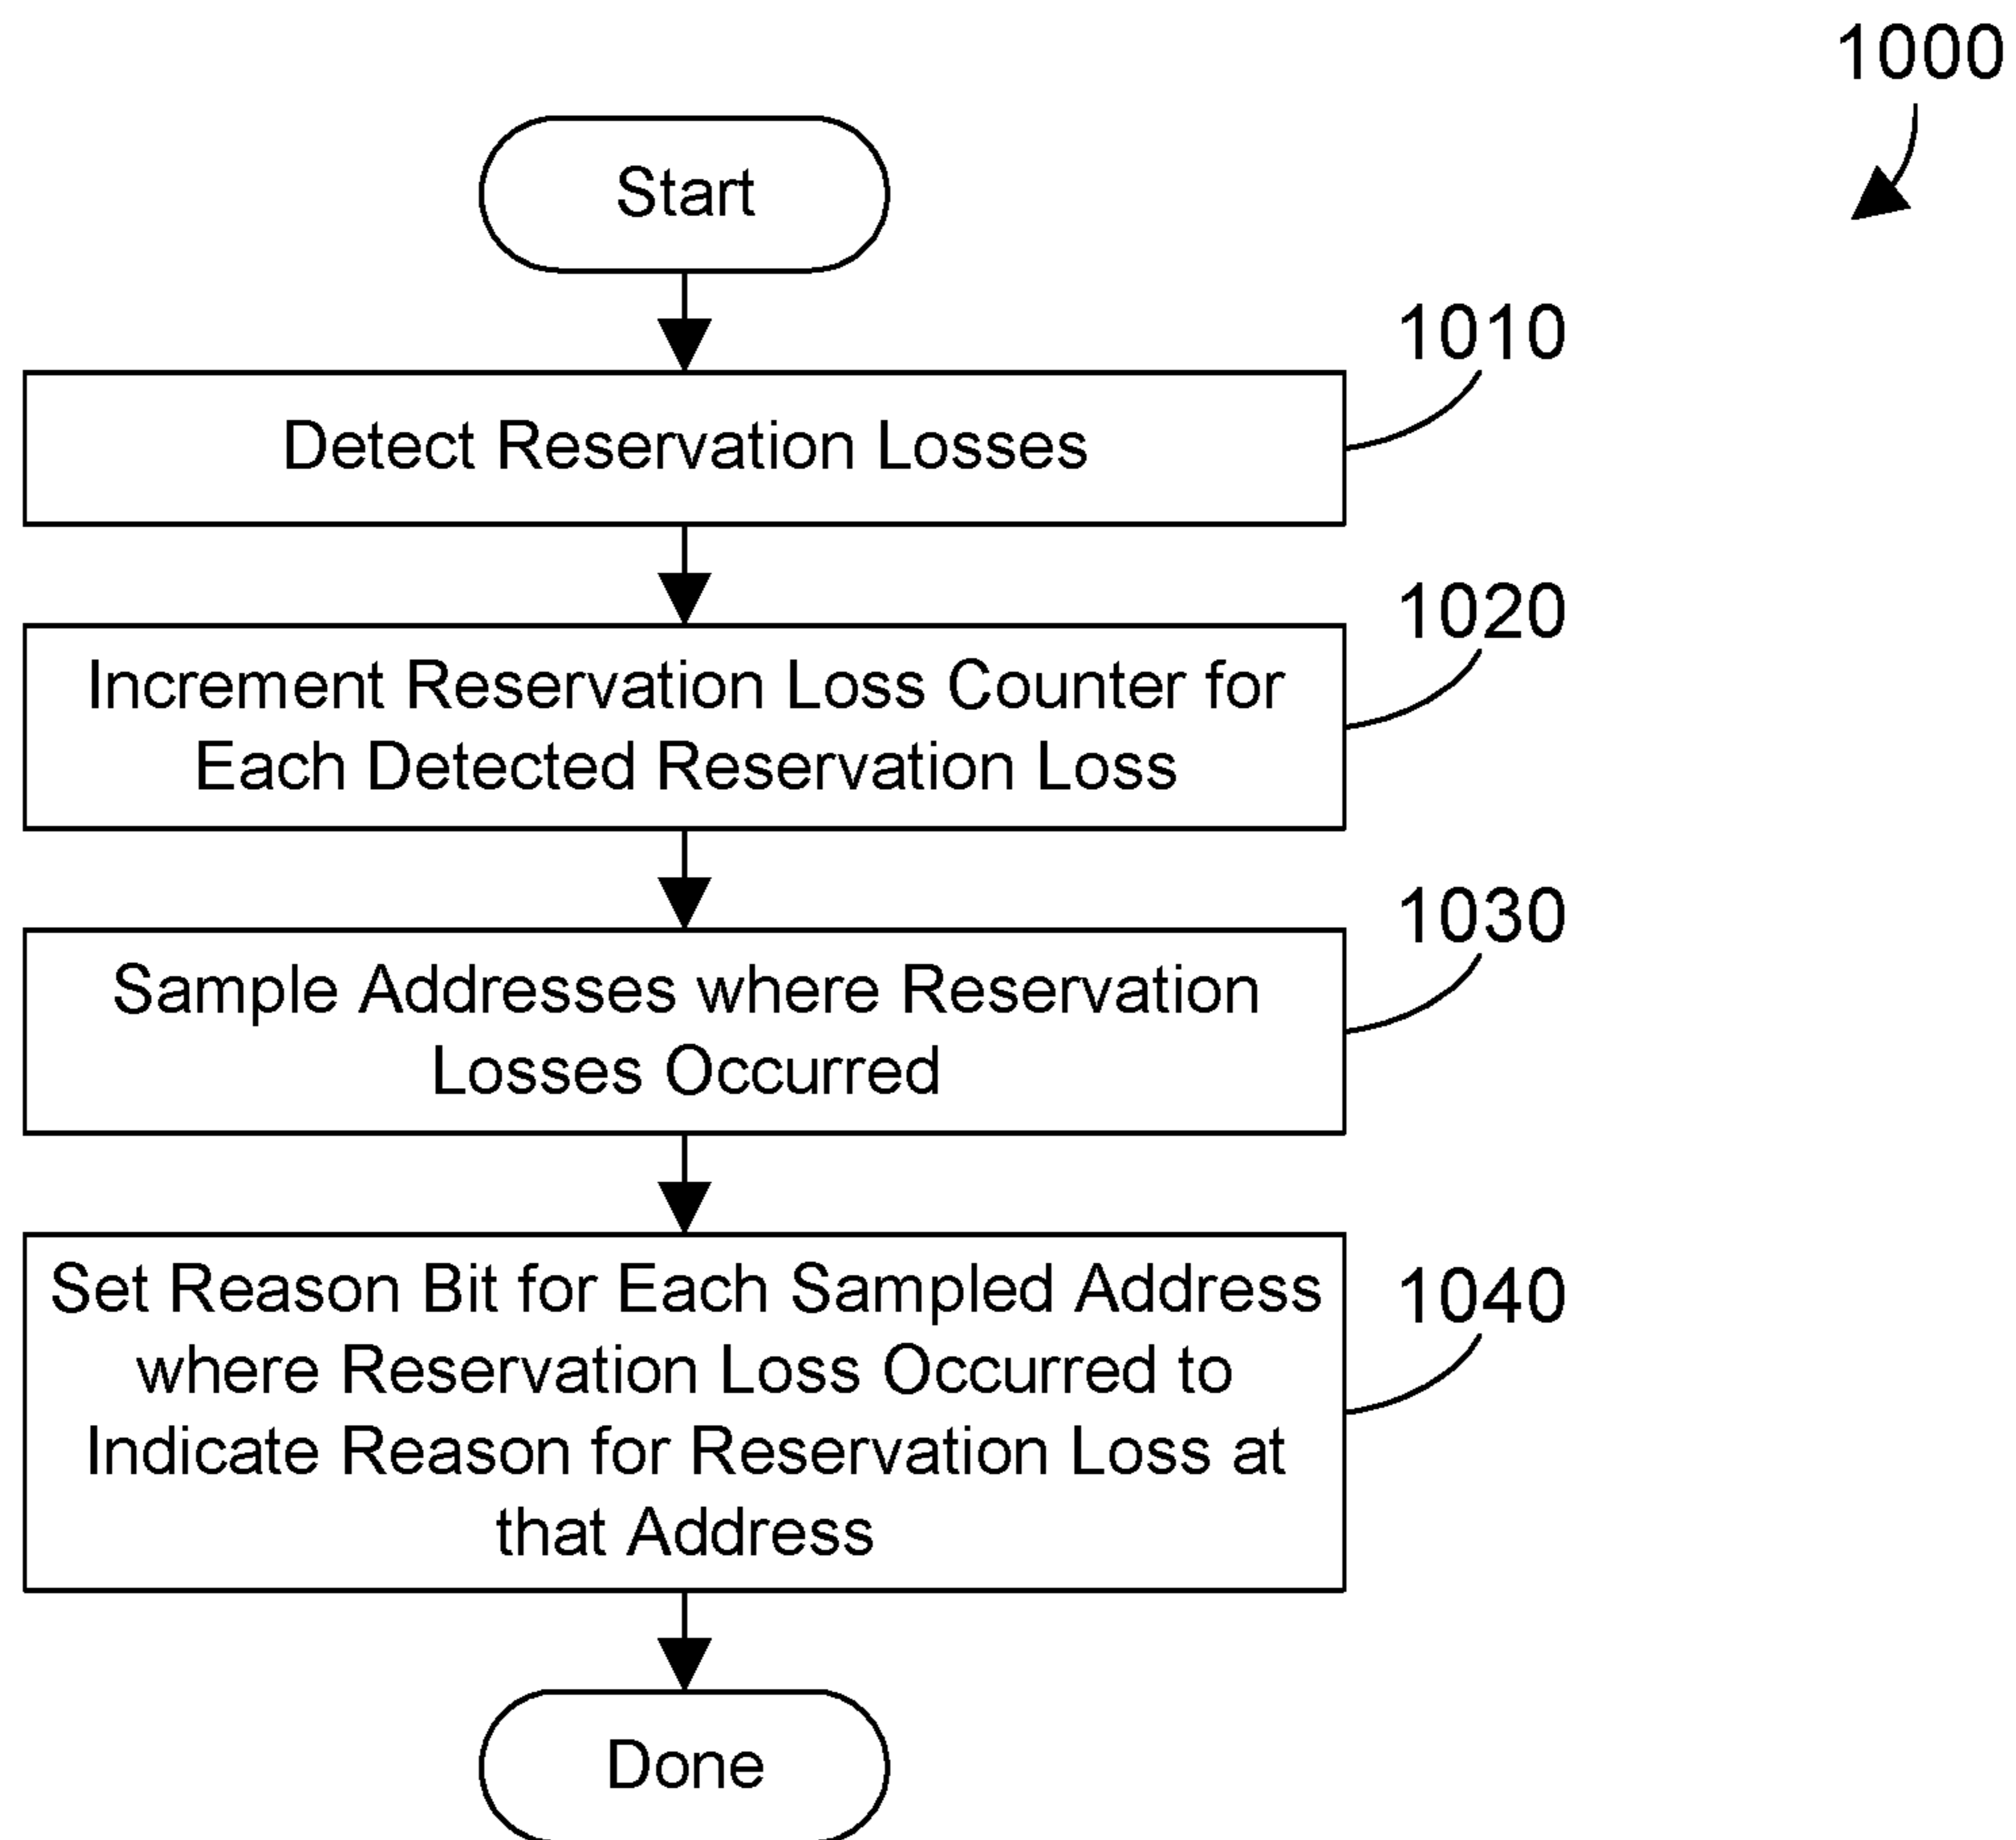 1000
Start
1010
Detect Reservation Losses
1020
Increment Reservation Loss Counter for
Each Detected Reservation Loss
1030
Sample Addresses where Reservation
Losses Occurred
1040
Set Reason Bit for Each Sampled Address
where Reservation Loss Occurred to
Indicate Reason for Reservation Loss at
that Address
Done